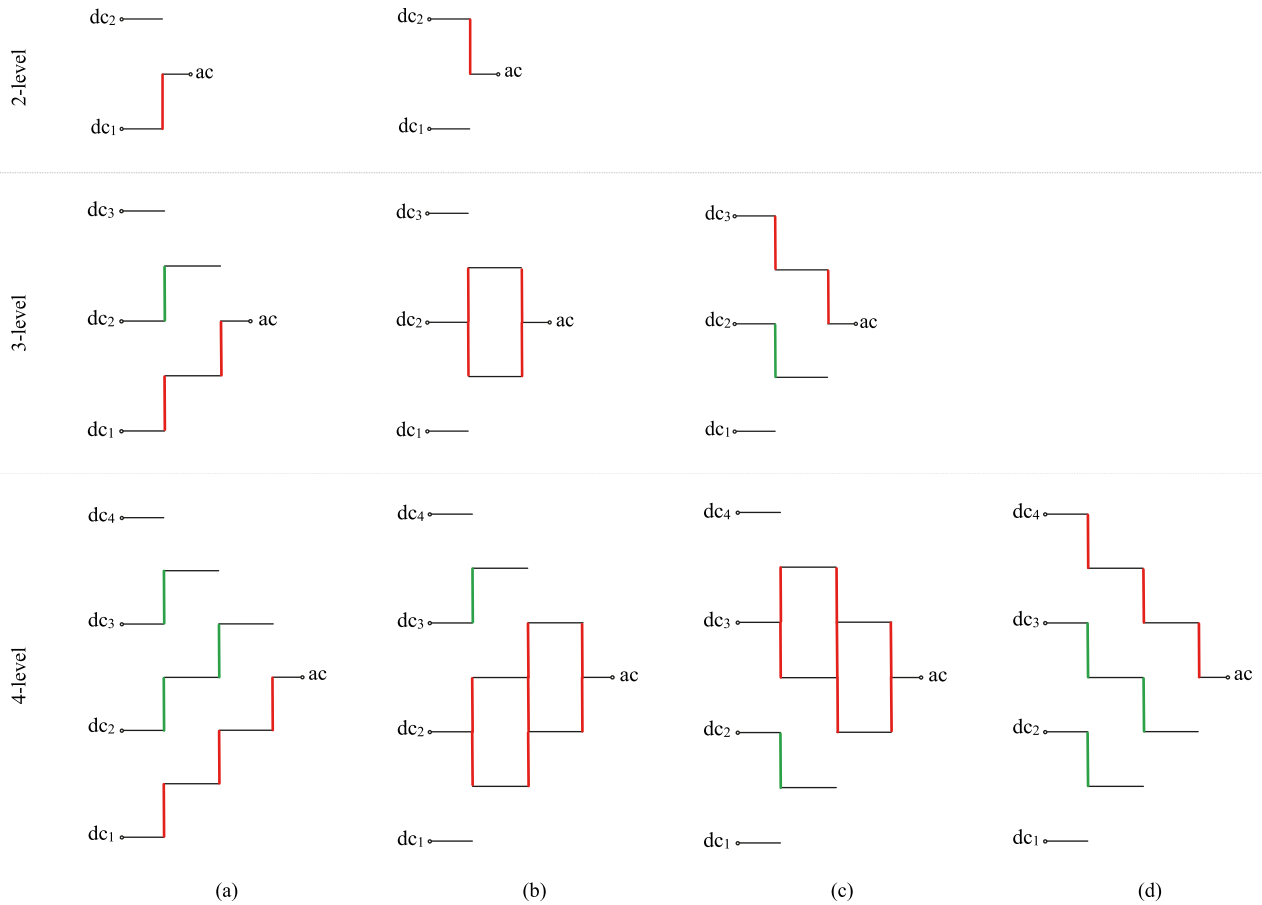 2-level
dc₂
ac
dc₁
dc₂
ac
dc₁
3-level
dc₃
dc₂
ac
dc₁
dc₃
dc₂
ac
dc₁
dc₃
dc₂
ac
dc₁
4-level
dc₄
dc₃
dc₂
ac
dc₁
dc₄
dc₃
dc₂
ac
dc₁
dc₄
dc₃
dc₂
ac
dc₁
dc₄
dc₃
dc₂
ac
dc₁
(a)
(b)
(c)
(d)